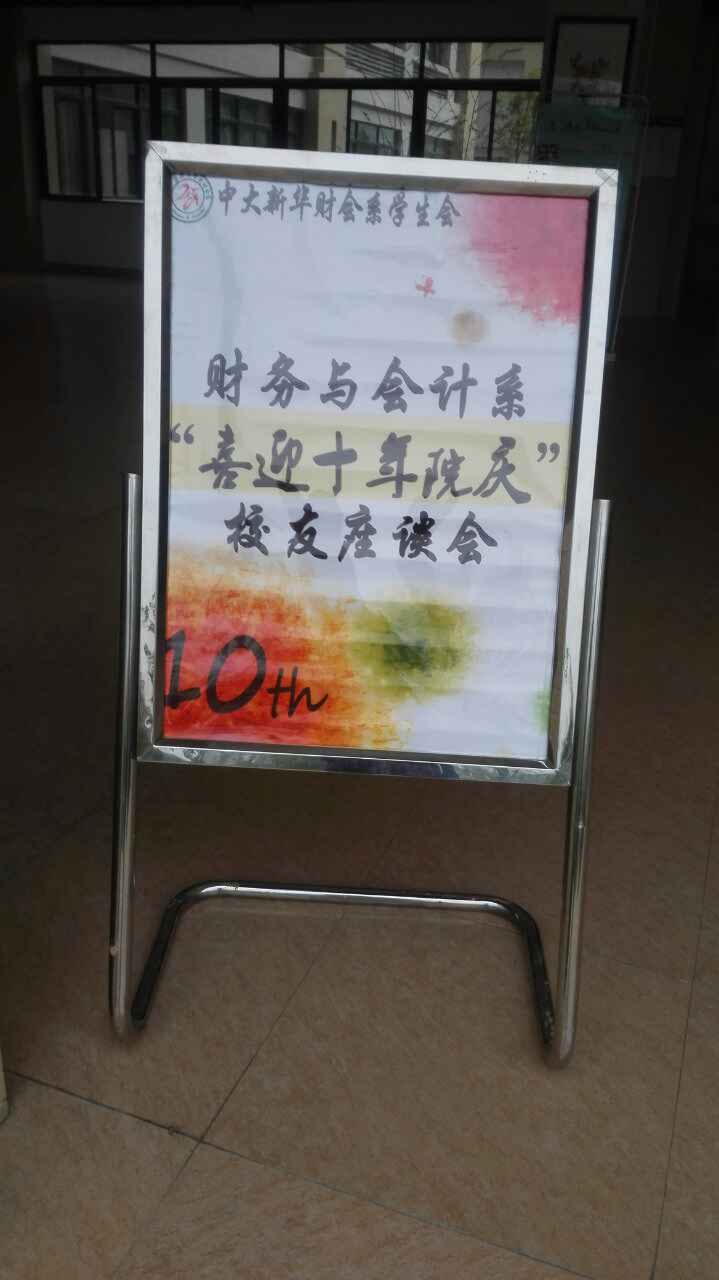 中大新华财会系学生会
财务与会计系
“喜迎十年院庆”
校友座谈会
10th